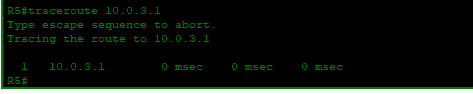 R5#traceroute 10.0.3.1
Type escape sequence to abort.
Tracing the route to 10.0.3.1
1 10.0.3.1 0 msec 0 msec 0 msec
R5#